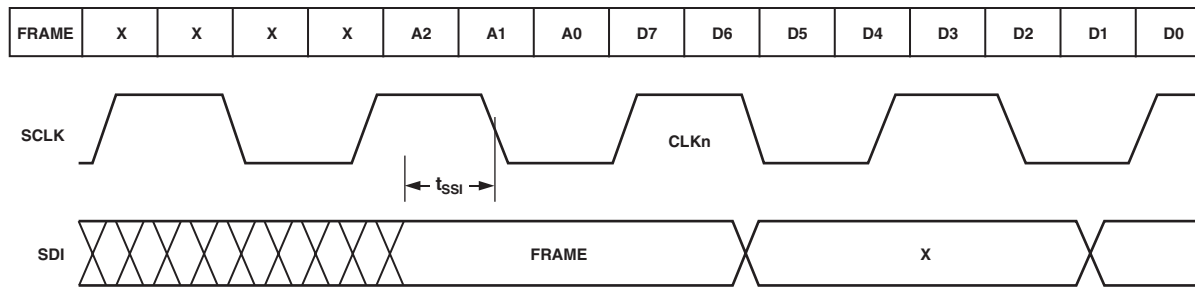 FRAME X X X X A2 A1 A0 D7 D6 D5 D4 D3 D2 D1 D0
SCLK CLKn
tSSI
SDI FRAME X